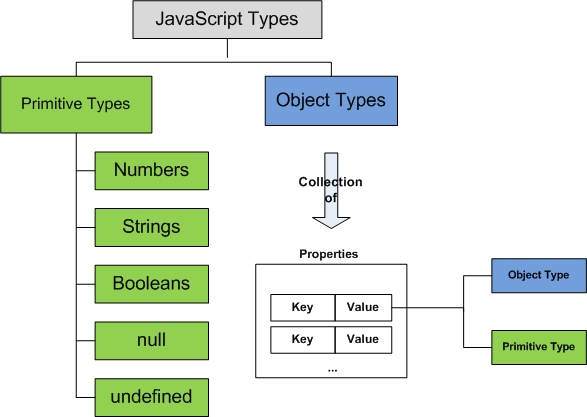 JavaScript Types
Primitive Types
Object Types
Numbers
Strings
Booleans
null
undefined
Collection
of
Properties
Key Value
Key Value
...
Object Type
Primitive Type